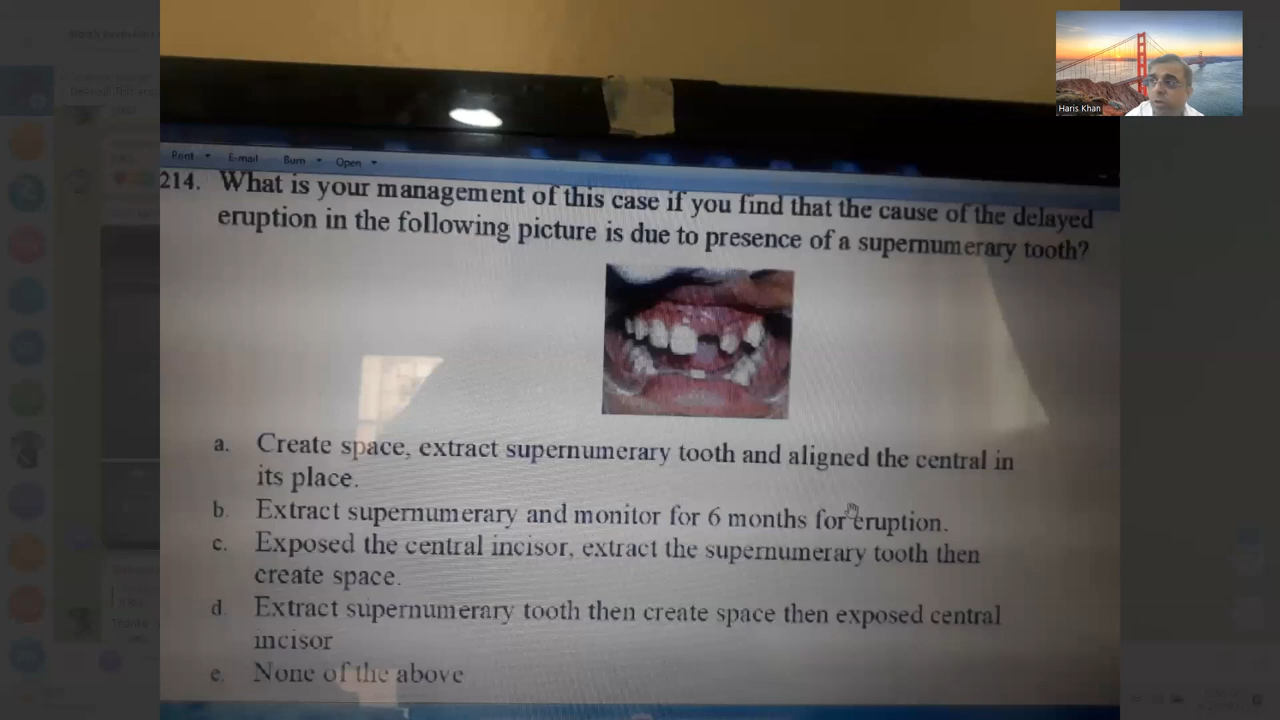 Haris Khan
Print E-mail Burn Open
214. What is your management of this case if you find that the cause of the delayed
eruption in the following picture is due to presence of a supernumerary tooth?
a. Create space, extract supernumerary tooth and aligned the central in
its place.
b. Extract supernumerary and monitor for 6 months for eruption.
c. Exposed the central incisor, extract the supernumerary tooth then
create space.
d. Extract supernumerary tooth then create space then exposed central
incisor
e. None of the above